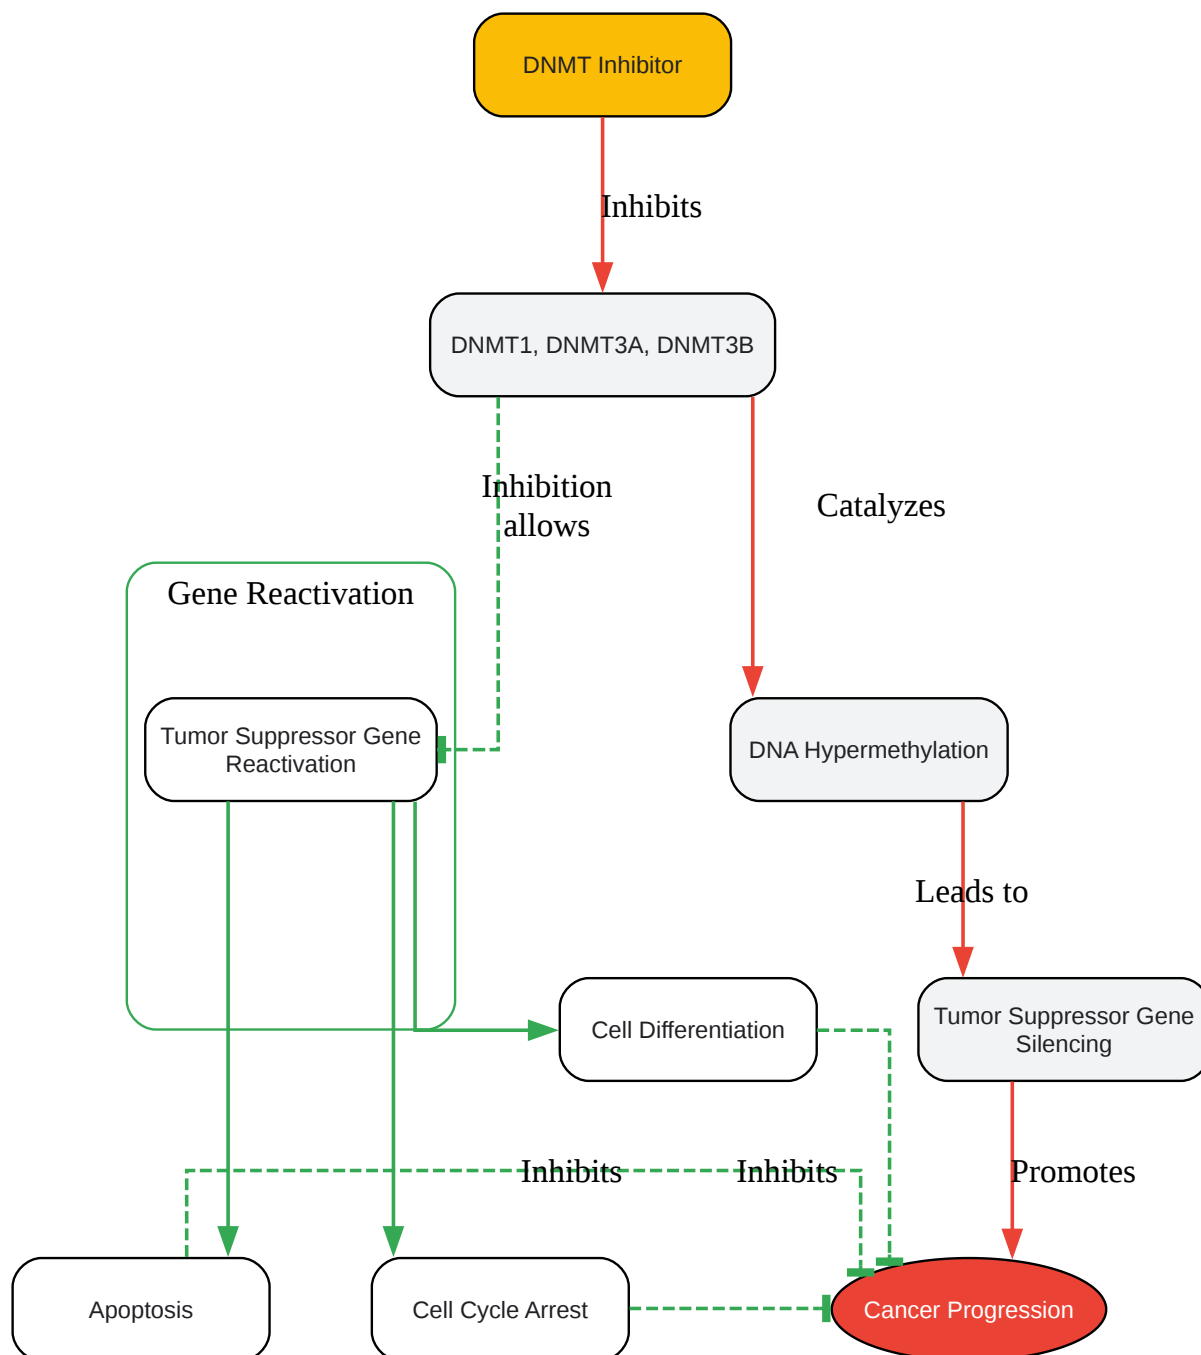 DNMT Inhibitor
Inhibits
DNMT1, DNMT3A, DNMT3B
Inhibition
allows
Catalyzes
Gene Reactivation
Tumor Suppressor Gene
Reactivation
DNA Hypermethylation
Leads to
Cell Differentiation
Tumor Suppressor Gene
Silencing
Inhibits
Inhibits
Promotes
Apoptosis
Cell Cycle Arrest
Cancer Progression